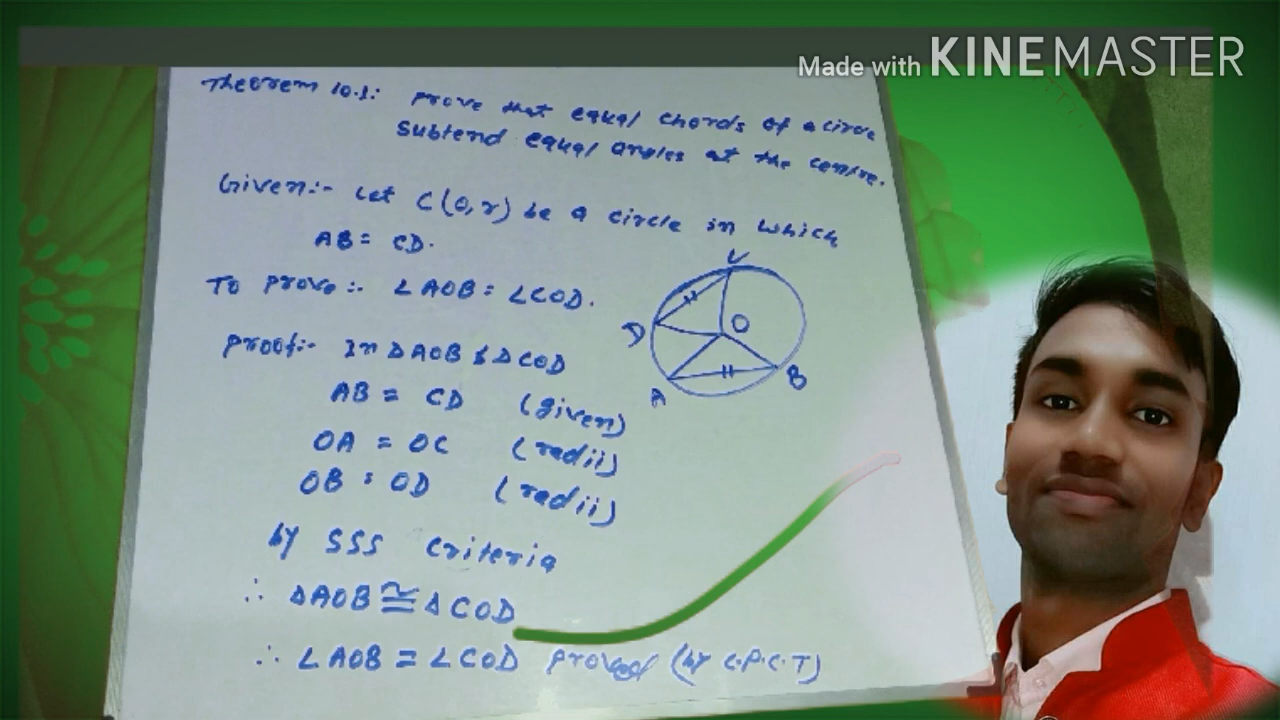 Made with KINEMASTER
Theorem 10.1: prove that equal chords of a circle
subtend equal angles at the centre.
Given:- Let C(O,r) be a circle in which
AB = CD.
To prove:- ∠AOB = ∠COD.
proof:- In ΔAOB & ΔCOD
AB = CD (given)
OA = OC (radii)
OB = OD (radii)
by SSS criteria
∴ ΔAOB ≅ ΔCOD
∴ ∠AOB = ∠COD proved (by C.P.C.T)
C
D
O
A
B